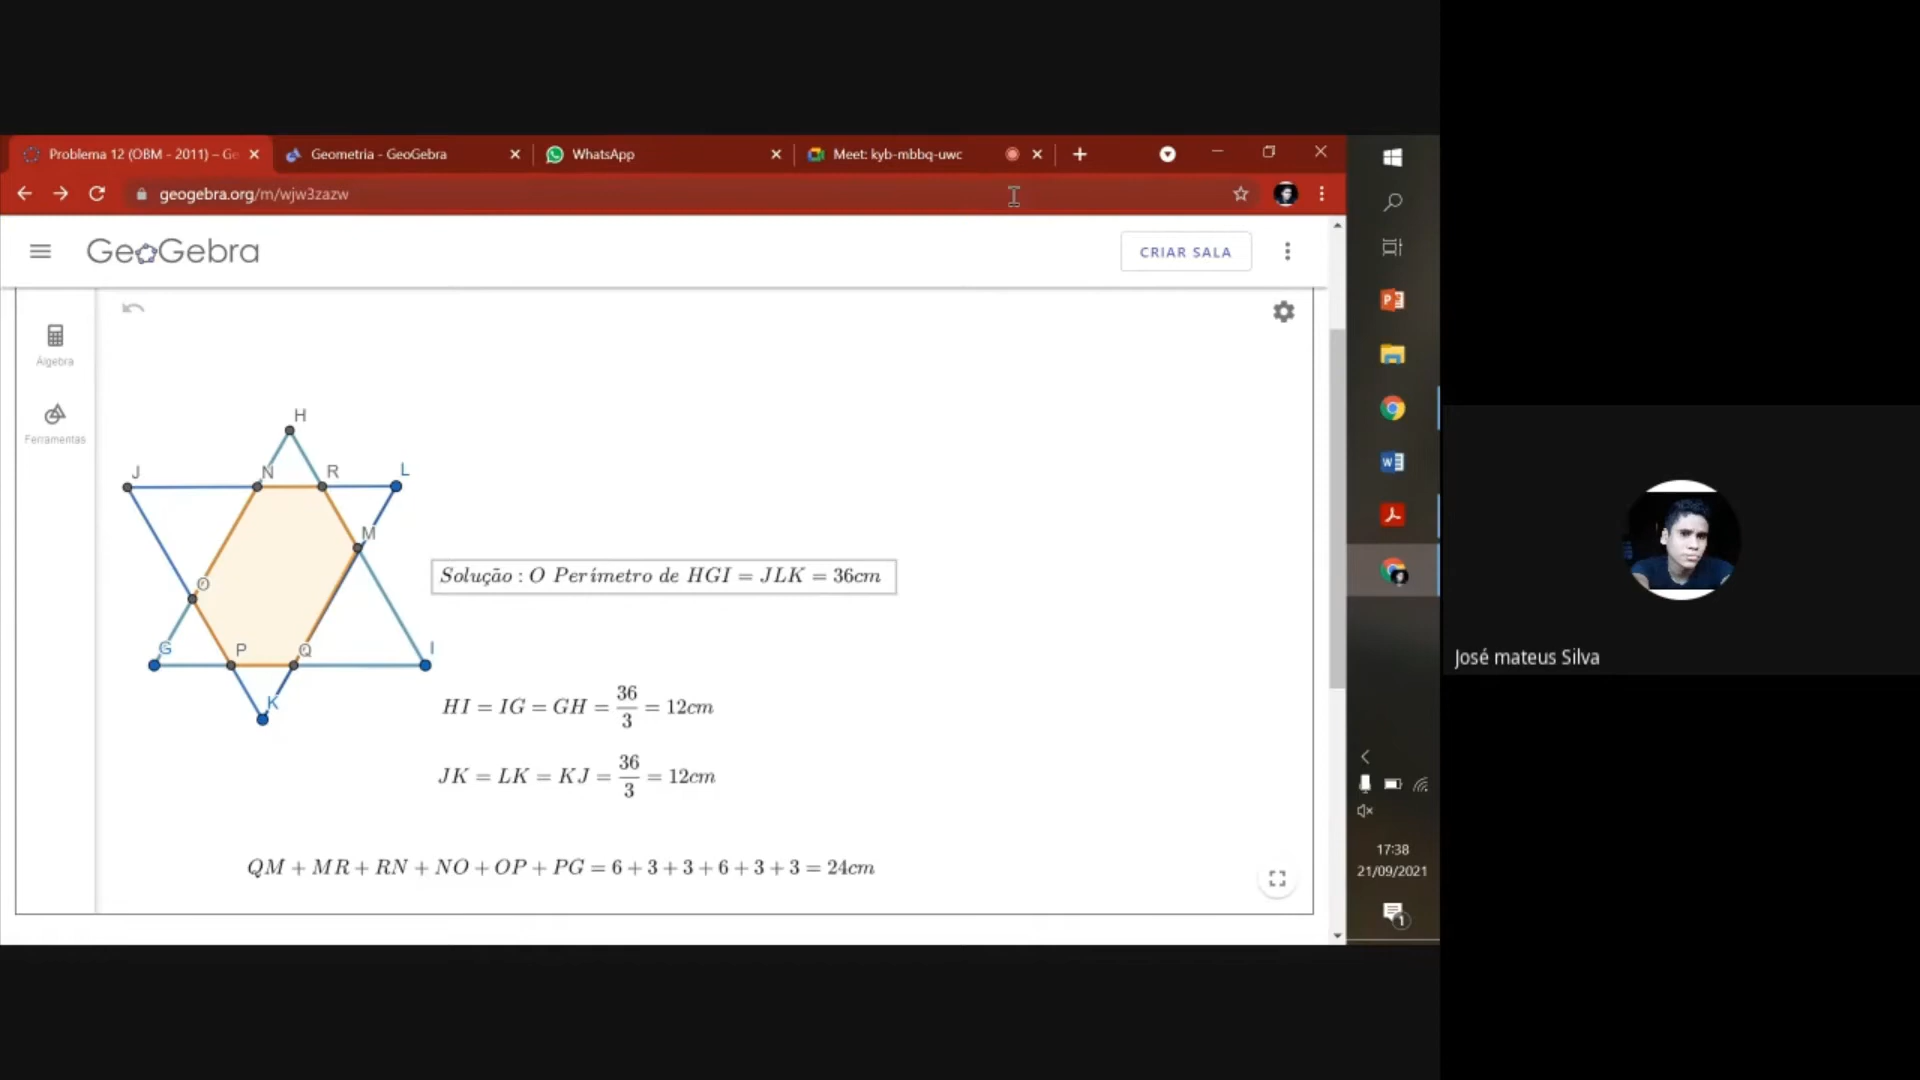 Problema 12 (OBM - 2011) – Ge
Geometria - GeoGebra
WhatsApp
Meet: kyb-mbbq-uwc
geogebra.org/m/wjw3zazw
GeoGebra
CRIAR SALA
Álgebra
Ferramentas
H
J
N
R
L
M
O
G
P
Q
I
K
Solução : O Perímetro de HGI = JLK = 36cm
HI = IG = GH = 36/3 = 12cm
JK = LK = KJ = 36/3 = 12cm
QM + MR + RN + NO + OP + PG = 6 + 3 + 3 + 6 + 3 + 3 = 24cm
17:38
21/09/2021
1
José mateus Silva